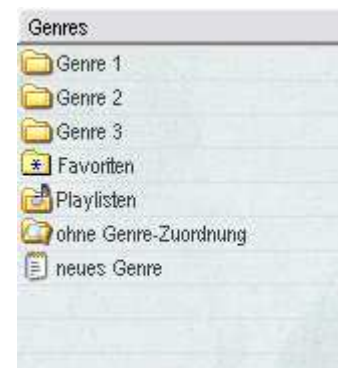 Genres
Genre 1
Genre 2
Genre 3
Favoriten
Playlisten
ohne Genre-Zuordnung
neues Genre